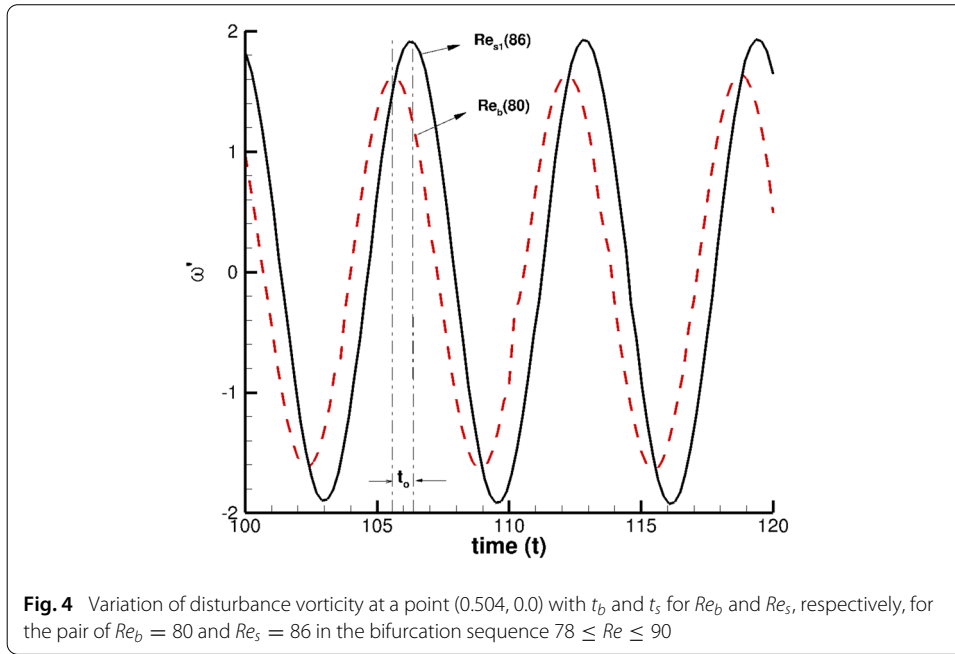 2
1
0
-1
-2
ω'
Re_s1(86)
Re_b(80)
t_o
100
105
110
115
120
time (t)
Fig. 4 Variation of disturbance vorticity at a point (0.504, 0.0) with t_b and t_s for Re_b and Re_s, respectively, for
the pair of Re_b = 80 and Re_s = 86 in the bifurcation sequence 78 ≤ Re ≤ 90